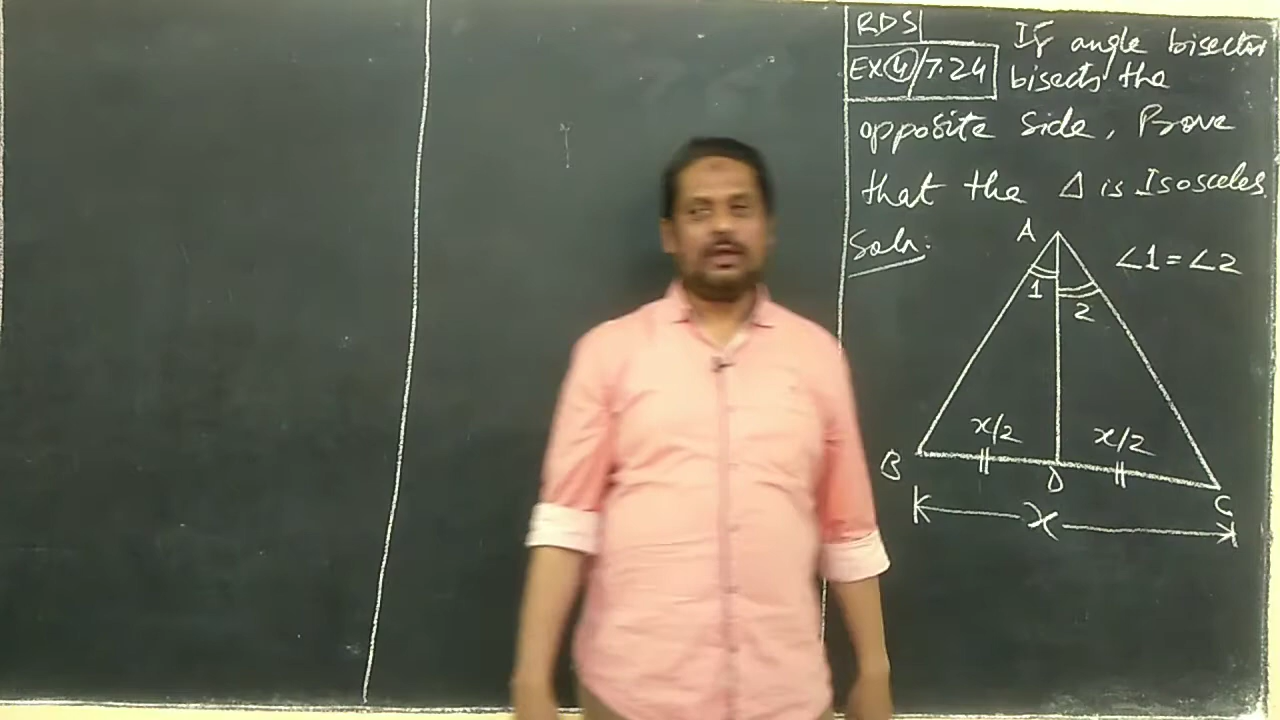 RDS
EX④/7.24
If angle bisector
bisects the
opposite side, Prove
that the Δ is Isosceles.
Soln:
A
∠1=∠2
1
2
x/2
x/2
B
D
C
x